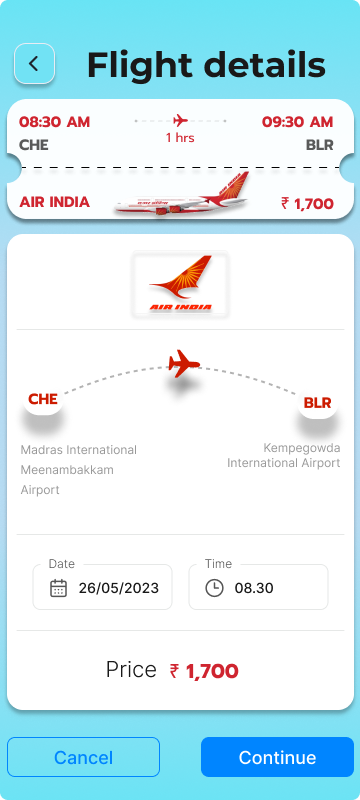 Flight details
08:30 AM
09:30 AM
1 hrs
CHE
BLR
AIR INDIA
₹ 1,700
AIR INDIA
CHE
BLR
Madras International
Meenambakkam
Airport
Kempegowda
International Airport
Date
26/05/2023
Time
08.30
Price ₹ 1,700
Cancel
Continue